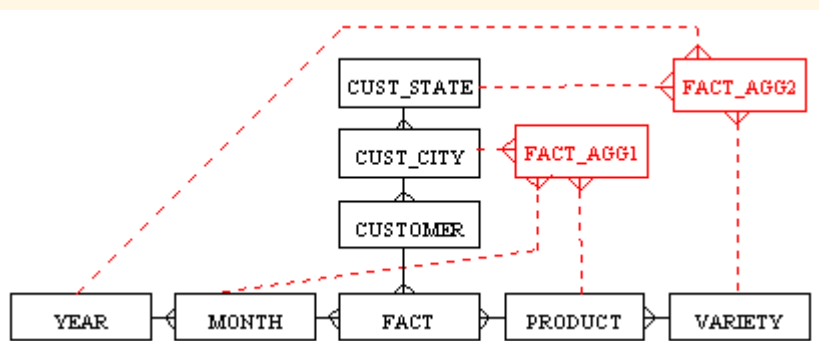 CUST_STATE
FACT_AGG2
CUST_CITY
FACT_AGG1
CUSTOMER
YEAR
MONTH
FACT
PRODUCT
VARIETY